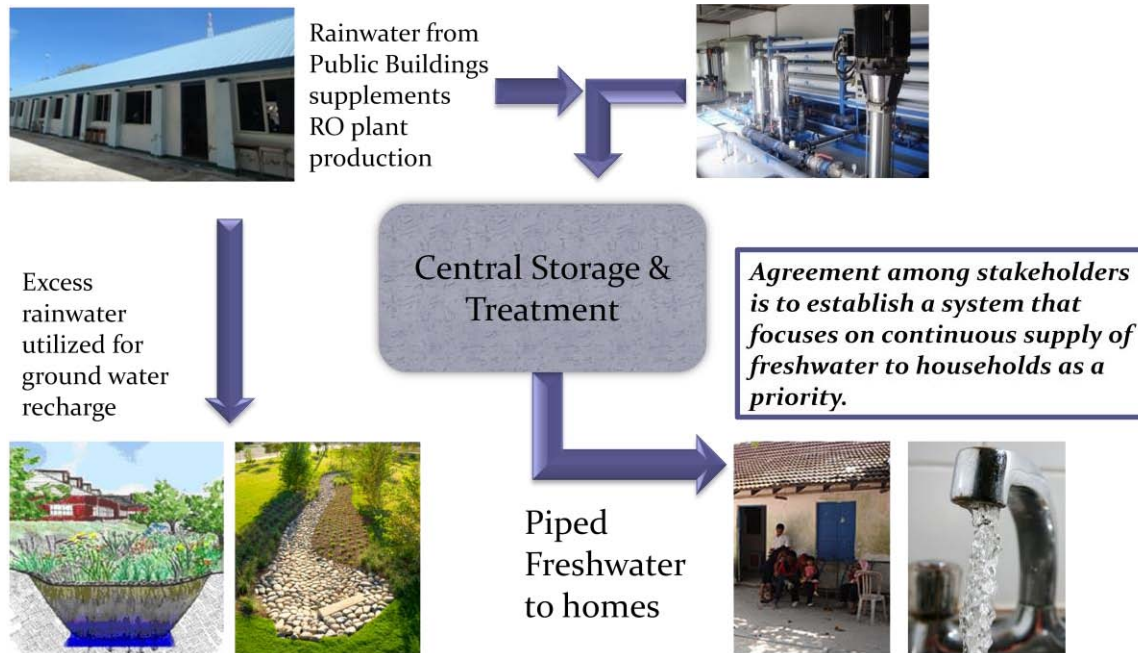 Rainwater from
Public Buildings
supplements
RO plant
production
Central Storage &
Treatment
Excess
rainwater
utilized for
ground water
recharge
Agreement among stakeholders
is to establish a system that
focuses on continuous supply of
freshwater to households as a
priority.
Piped
Freshwater
to homes